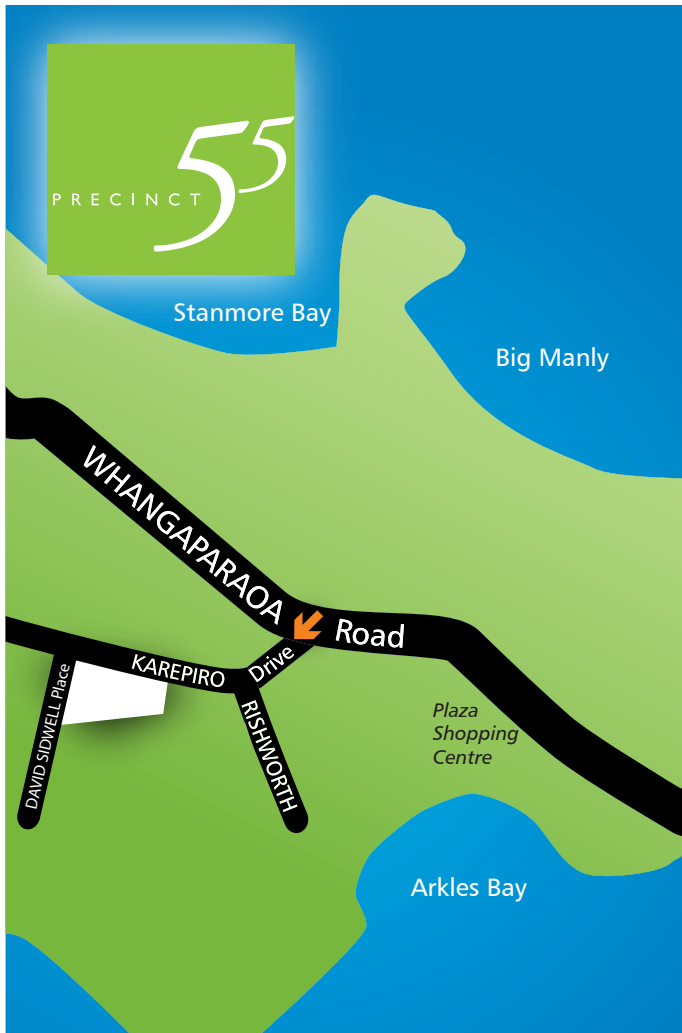 PRECINCT 55
Stanmore Bay
Big Manly
WHANGAPARAOA Road
KAREPIRO Drive
DAVID SIDWELL Place
RISHWORTH
Plaza
Shopping
Centre
Arkles Bay